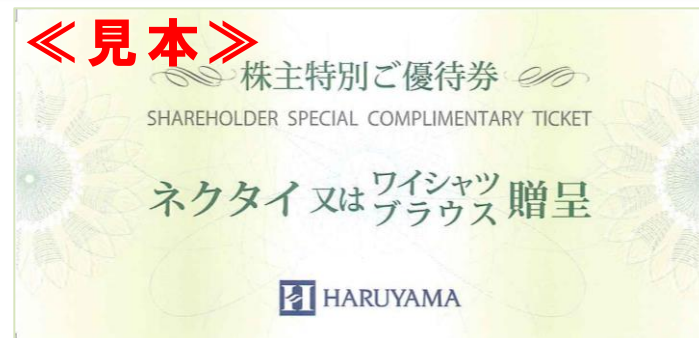 ≪見本≫
株主特別ご優待券
SHAREHOLDER SPECIAL COMPLIMENTARY TICKET
ネクタイ又はワイシャツ
ブラウス贈呈
HARUYAMA